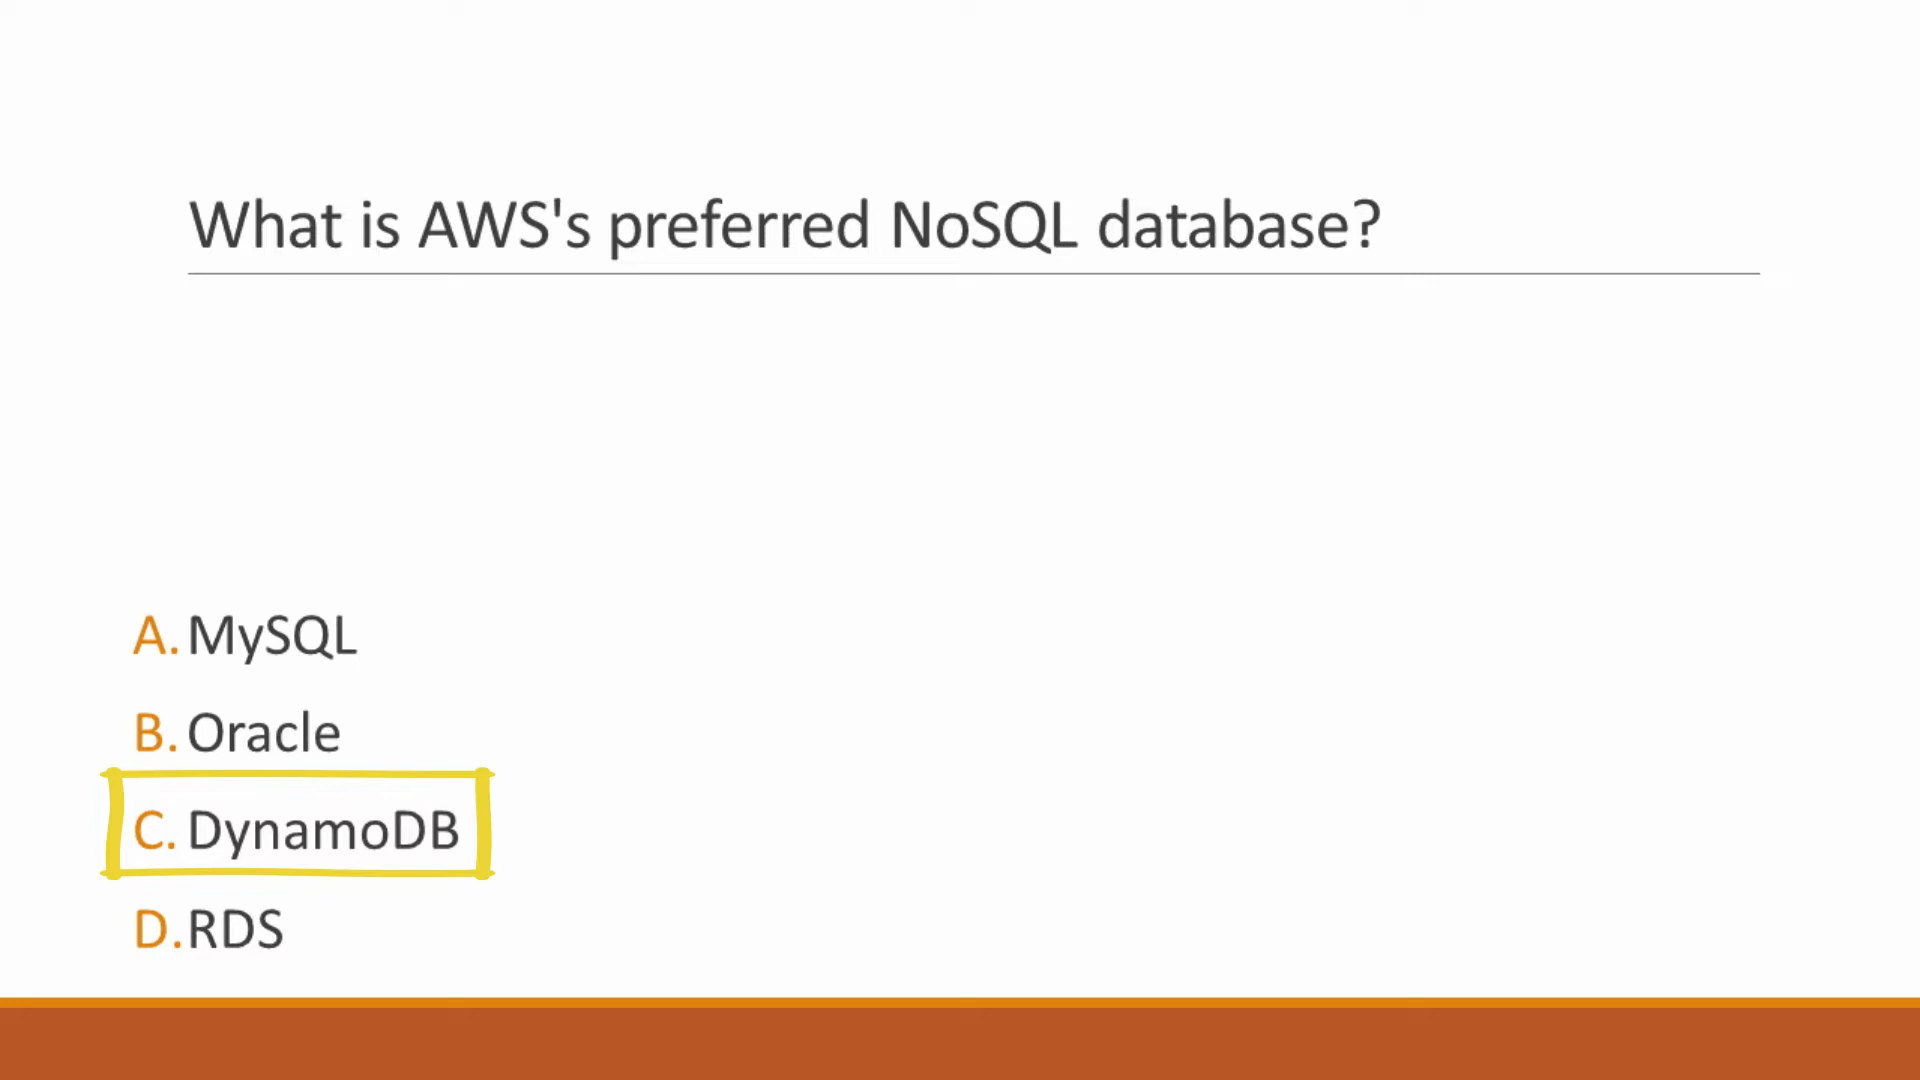 What is AWS's preferred NoSQL database?
A. MySQL
B. Oracle
C. DynamoDB
D. RDS